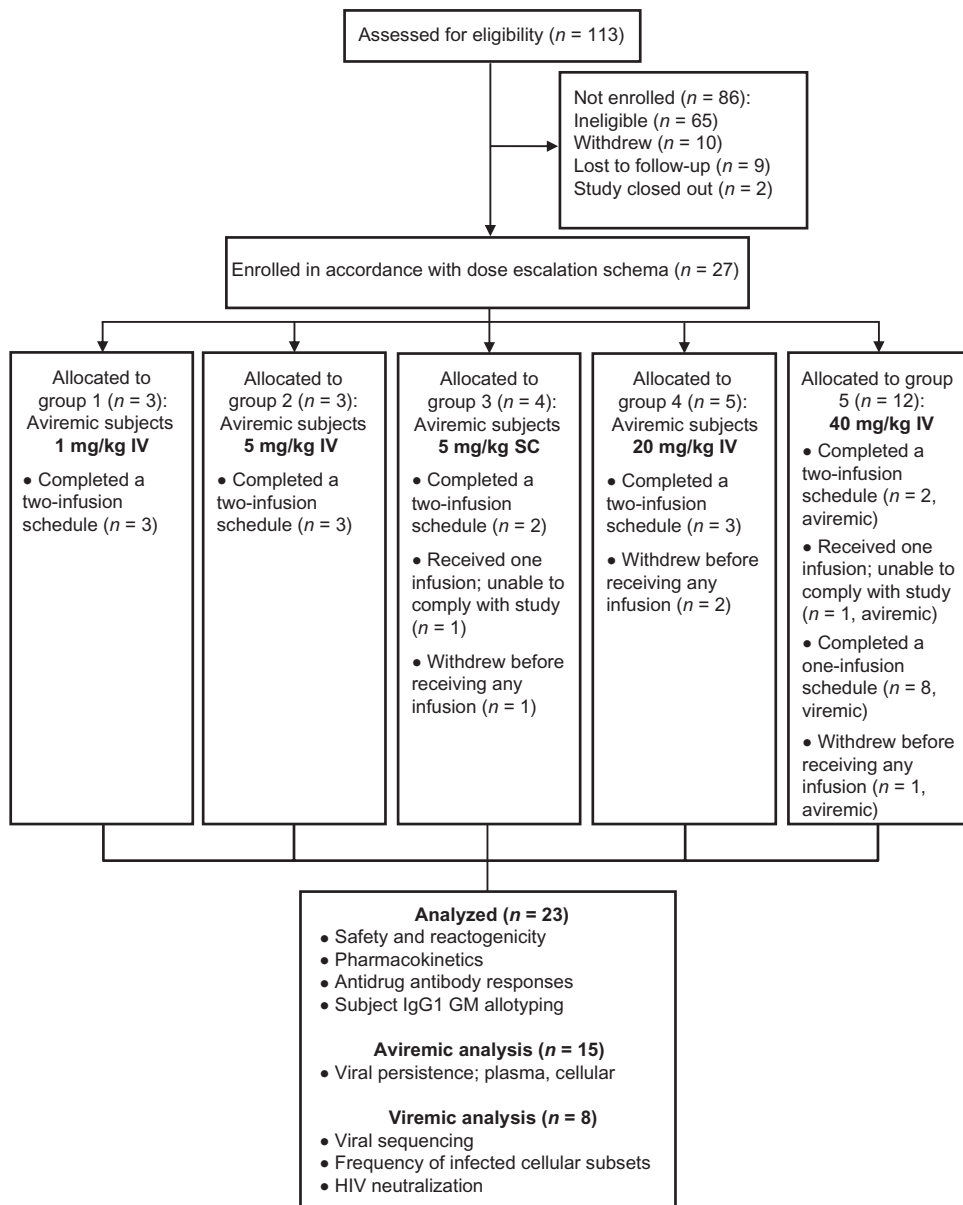 Assessed for eligibility (n = 113)
Not enrolled (n = 86):
Ineligible (n = 65)
Withdrew (n = 10)
Lost to follow-up (n = 9)
Study closed out (n = 2)
Enrolled in accordance with dose escalation schema (n = 27)
Allocated to
group 1 (n = 3):
Aviremic subjects
1 mg/kg IV
● Completed a
two-infusion
schedule (n = 3)
Allocated to
group 2 (n = 3):
Aviremic subjects
5 mg/kg IV
● Completed a
two-infusion
schedule (n = 3)
Allocated to
group 3 (n = 4):
Aviremic subjects
5 mg/kg SC
● Completed a
two-infusion
schedule (n = 2)
● Received one
infusion; unable to
comply with study
(n = 1)
● Withdrew before
receiving any
infusion (n = 1)
Allocated to
group 4 (n = 5):
Aviremic subjects
20 mg/kg IV
● Completed a
two-infusion
schedule (n = 3)
● Withdrew before
receiving any
infusion (n = 2)
Allocated to group
5 (n = 12):
40 mg/kg IV
● Completed a
two-infusion
schedule (n = 2,
aviremic)
● Received one
infusion; unable to
comply with study
(n = 1, aviremic)
● Completed a
one-infusion
schedule (n = 8,
viremic)
● Withdrew before
receiving any
infusion (n = 1,
aviremic)
Analyzed (n = 23)
● Safety and reactogenicity
● Pharmacokinetics
● Antidrug antibody responses
● Subject IgG1 GM allotyping
Aviremic analysis (n = 15)
● Viral persistence; plasma, cellular
Viremic analysis (n = 8)
● Viral sequencing
● Frequency of infected cellular subsets
● HIV neutralization